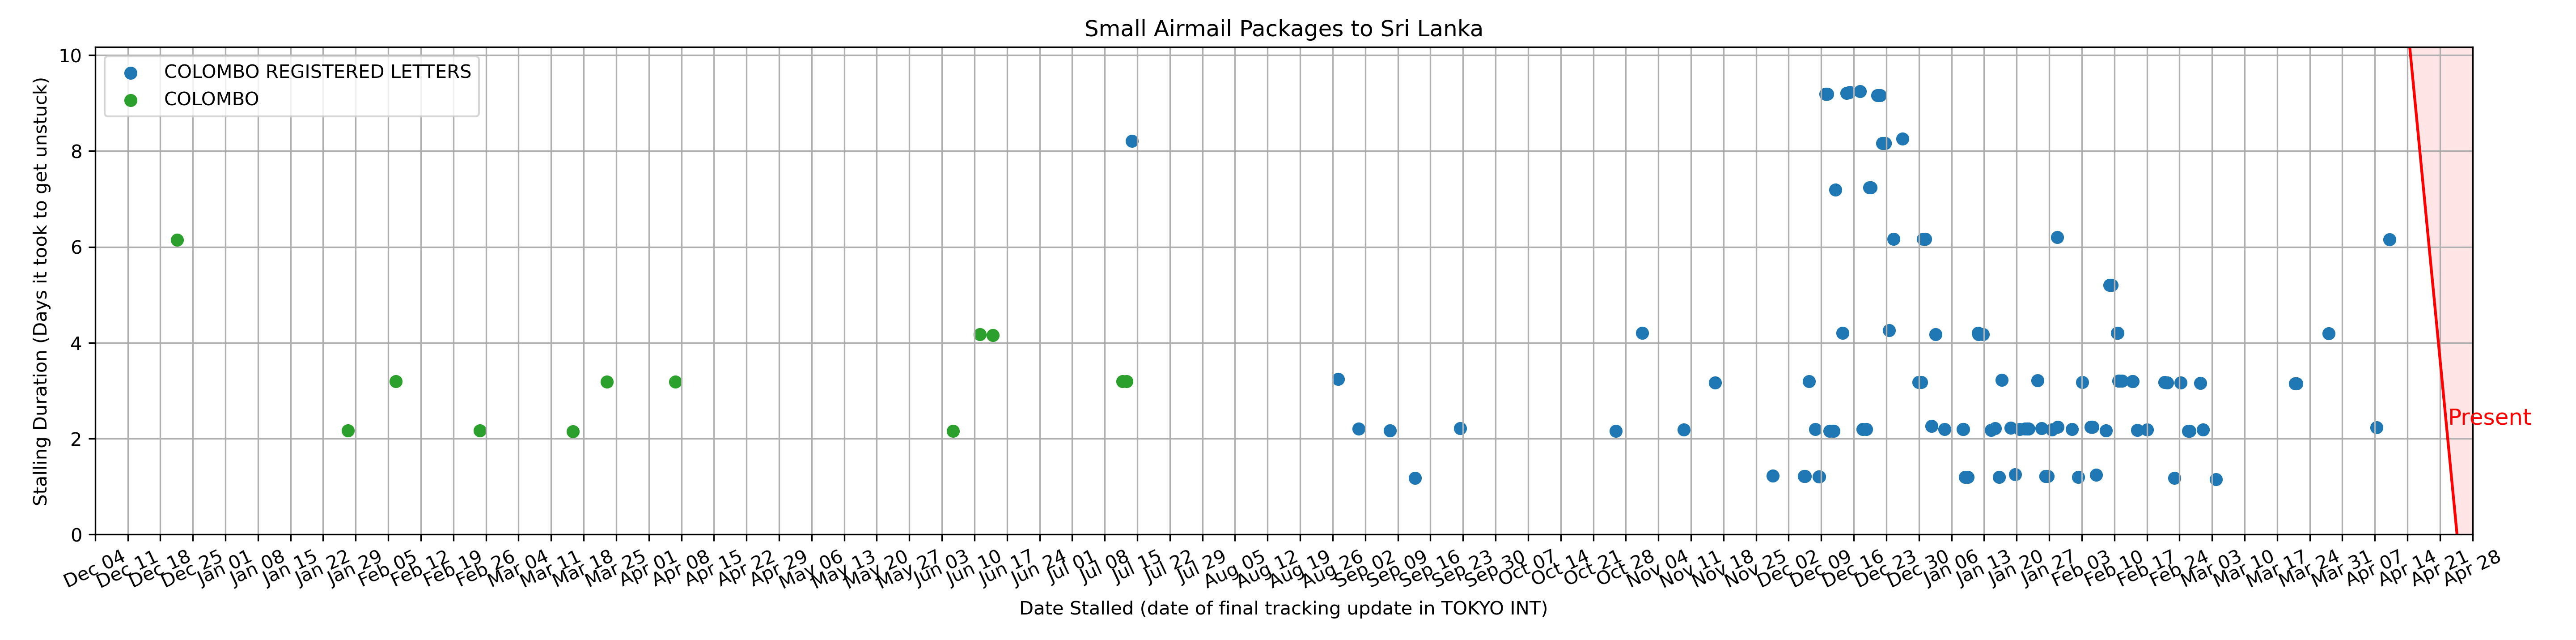 Small Airmail Packages to Sri Lanka
COLOMBO REGISTERED LETTERS
COLOMBO
Stalling Duration (Days it took to get unstuck)
10
8
6
4
2
0
Present
Dec 04 Dec 11 Dec 18 Dec 25 Jan 01 Jan 08 Jan 15 Jan 22 Jan 29 Feb 05 Feb 12 Feb 19 Feb 26 Mar 04 Mar 11 Mar 18 Mar 25 Apr 01 Apr 08 Apr 15 Apr 22 Apr 29 May 06 May 13 May 20 May 27 Jun 03 Jun 10 Jun 17 Jun 24 Jul 01 Jul 08 Jul 15 Jul 22 Jul 29 Aug 05 Aug 12 Aug 19 Aug 26 Sep 02 Sep 09 Sep 16 Sep 23 Sep 30 Oct 07 Oct 14 Oct 21 Oct 28 Nov 04 Nov 11 Nov 18 Nov 25 Dec 02 Dec 09 Dec 16 Dec 23 Dec 30 Jan 06 Jan 13 Jan 20 Jan 27 Feb 03 Feb 10 Feb 17 Feb 24 Mar 03 Mar 10 Mar 17 Mar 24 Mar 31 Apr 07 Apr 14 Apr 21 Apr 28
Date Stalled (date of final tracking update in TOKYO INT)